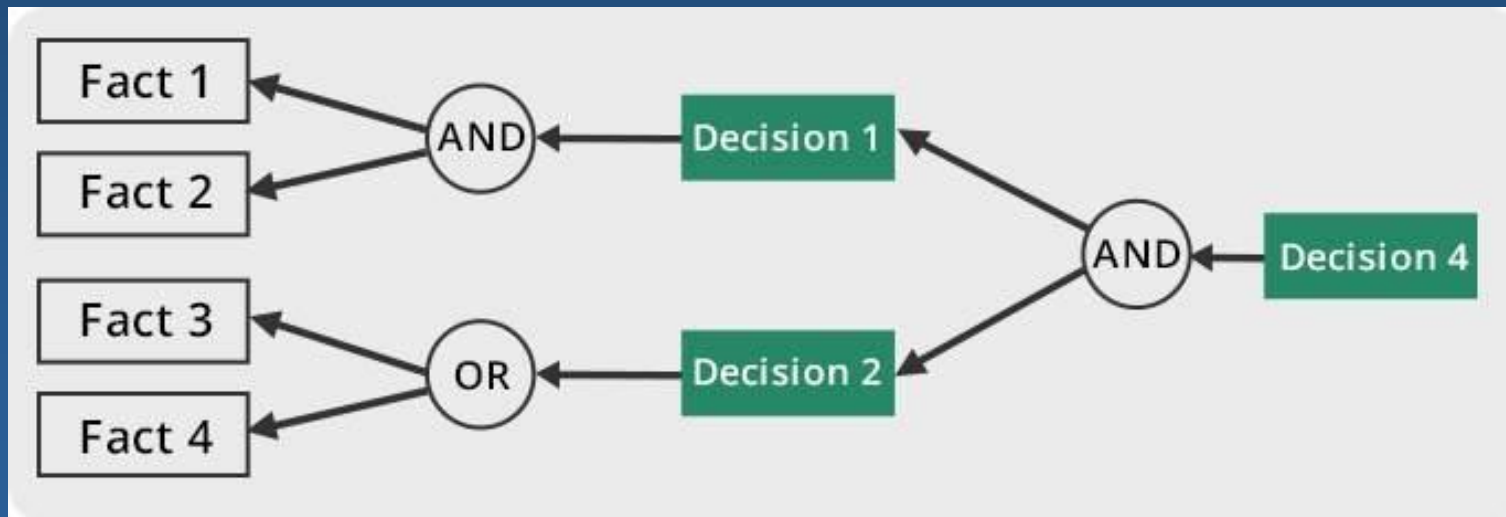 Fact 1
Fact 2
AND
Decision 1
Fact 3
Fact 4
OR
Decision 2
AND
Decision 4